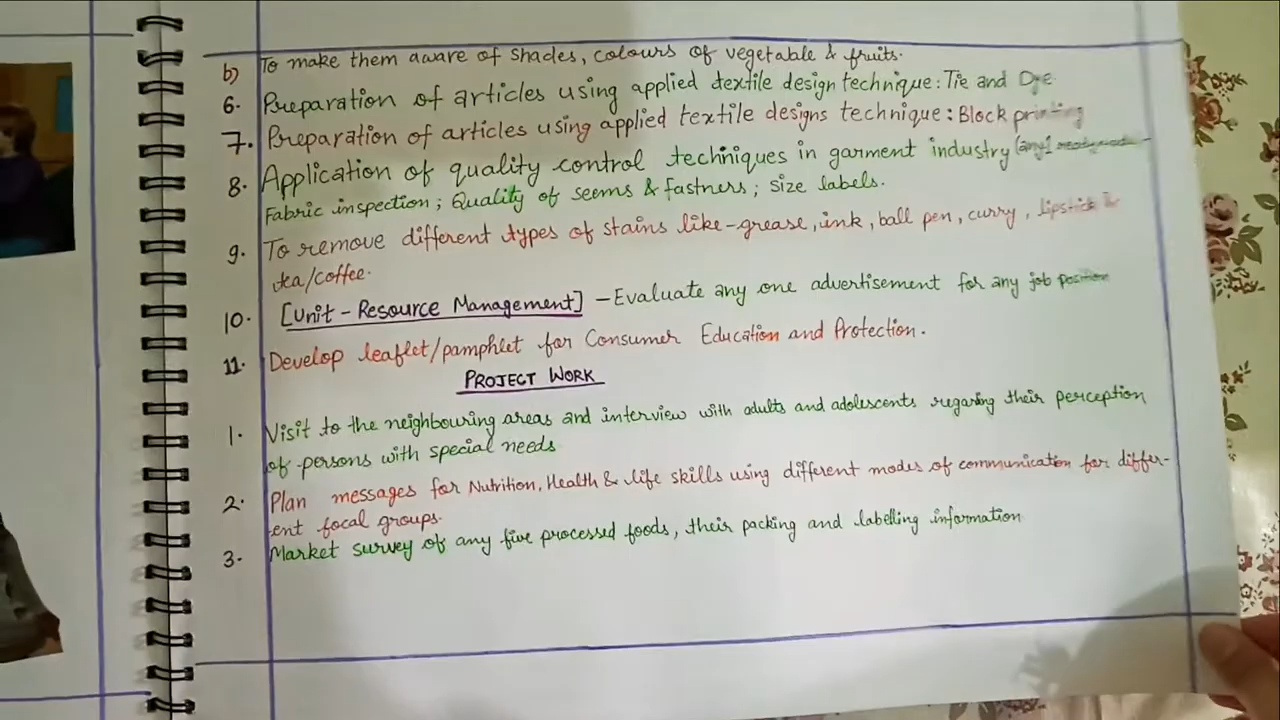 b) To make them aware of shades, colours of vegetable & fruits.
6. Preparation of articles using applied textile design technique: Tie and Dye
7. Preparation of articles using applied textile designs technique: Block printing
8. Application of quality control techniques in garment industry (any)
Fabric inspection; Quality of seems & fastners; Size labels.
9. To remove different types of stains like-grease, ink, ball pen, curry, lipstick &
tea/coffee.
10. [Unit - Resource Management] - Evaluate any one advertisement for any job position
11. Develop leaflet/pamphlet for Consumer Education and Protection.
PROJECT WORK
1. Visit to the neighbouring areas and interview with adults and adolescents regaring their perception
of persons with special needs
2. Plan messages for Nutrition, Health & life skills using different modes of communication for differ-
ent focal groups.
3. Market survey of any five processed foods, their packing and labelling information